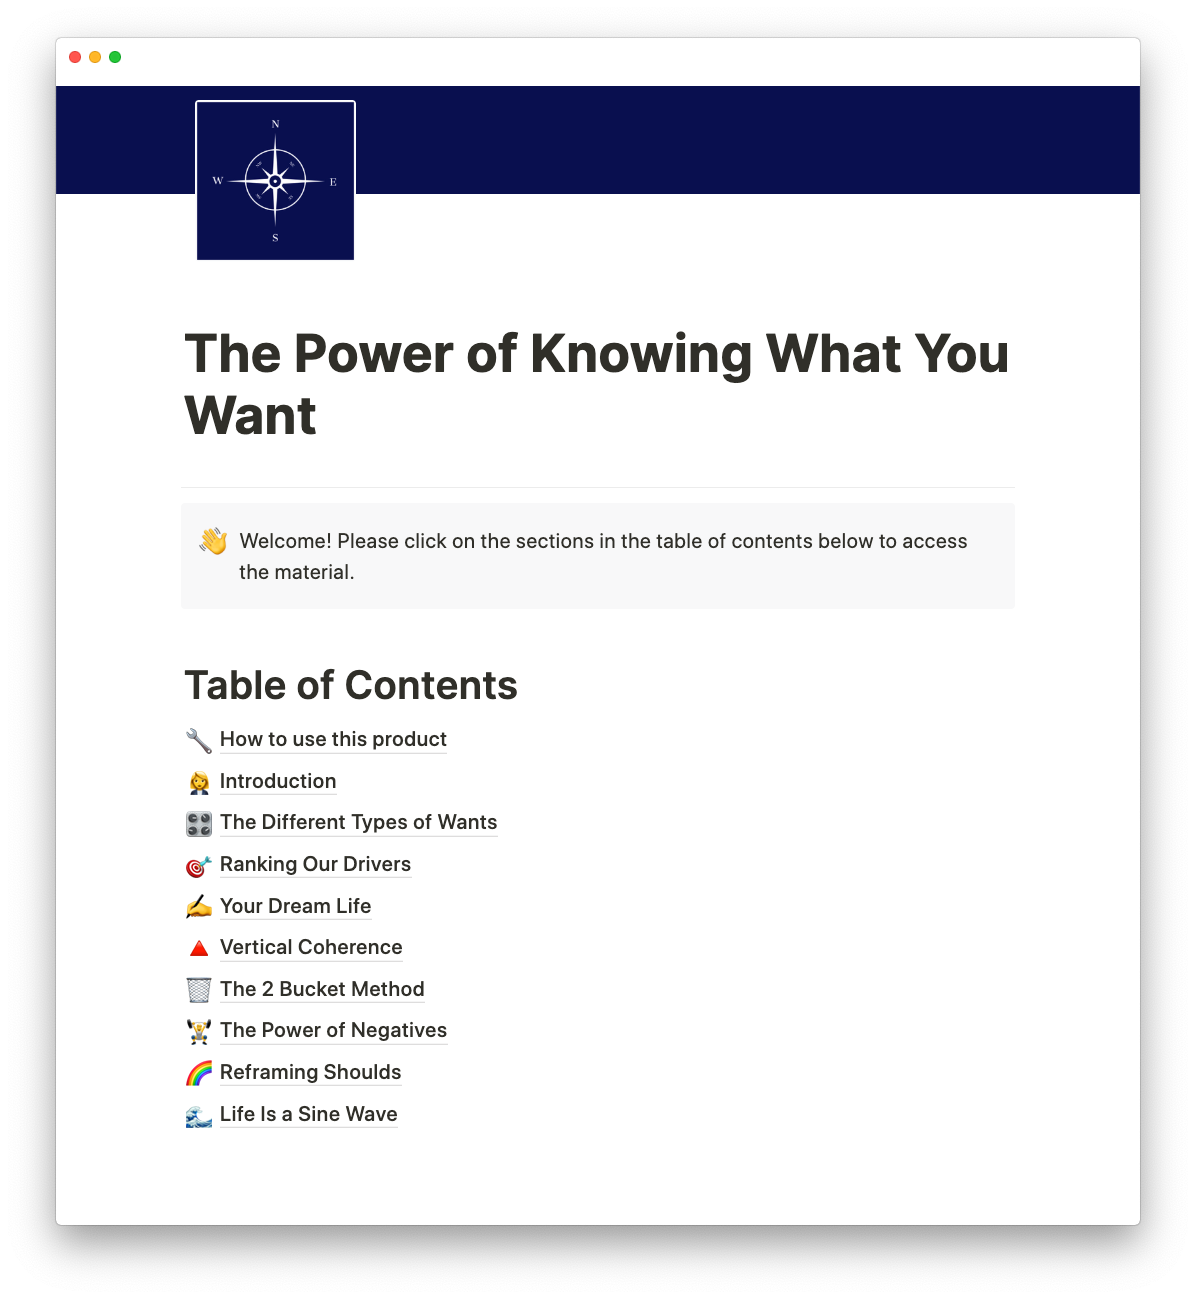 N
W E
S
The Power of Knowing What You
Want
👋 Welcome! Please click on the sections in the table of contents below to access
the material.
Table of Contents
🔧 How to use this product
👩‍💼 Introduction
🎛️ The Different Types of Wants
🎯 Ranking Our Drivers
✍️ Your Dream Life
🔺 Vertical Coherence
🗑️ The 2 Bucket Method
🏋️ The Power of Negatives
🌈 Reframing Shoulds
🌊 Life Is a Sine Wave